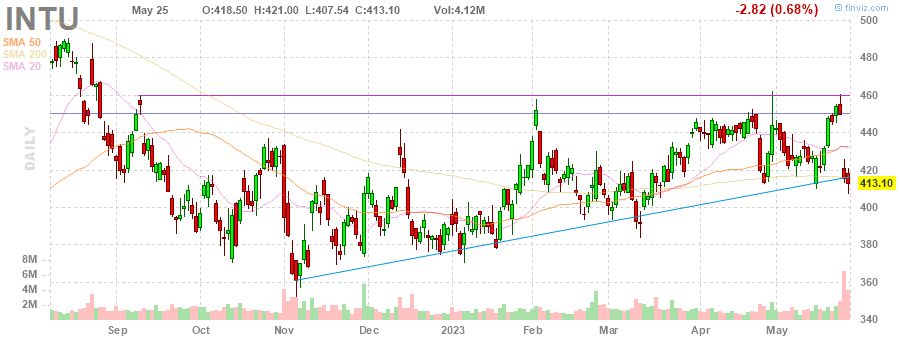 INTU
May 25 O:418.50 H:421.00 L:407.54 C:413.10 Vol:4.12M -2.82 (0.68%)
© finviz.com
SMA 50
SMA 200
SMA 20
DAILY
500
480
460
440
420
413.10
400
380
360
340
8M
6M
4M
2M
Sep Oct Nov Dec 2023 Feb Mar Apr May